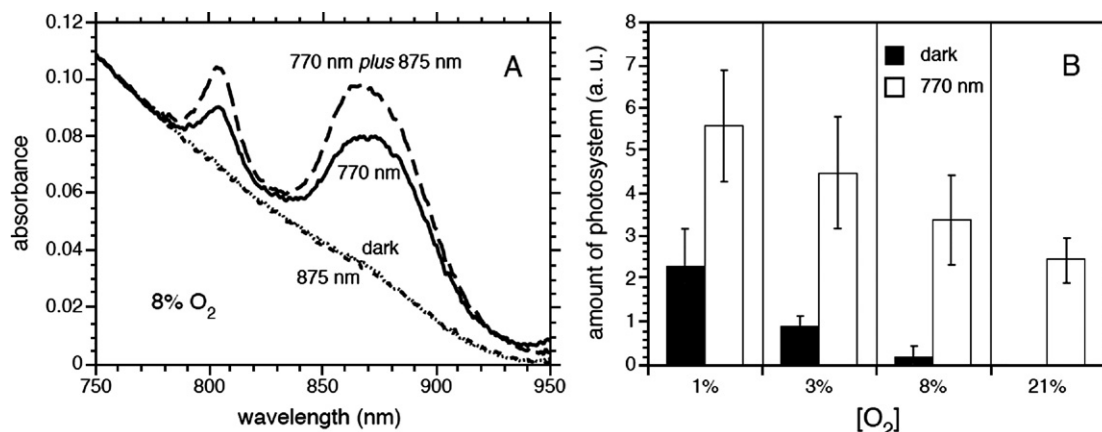 0.12
0.10
0.08
0.06
0.04
0.02
0
absorbance
750
800
850
900
950
wavelength (nm)
770 nm plus 875 nm
A
770 nm
dark
875 nm
8% O₂
8
7
6
5
4
3
2
1
0
amount of photosystem (a. u.)
dark
770 nm
B
1%
3%
8%
21%
[O₂]